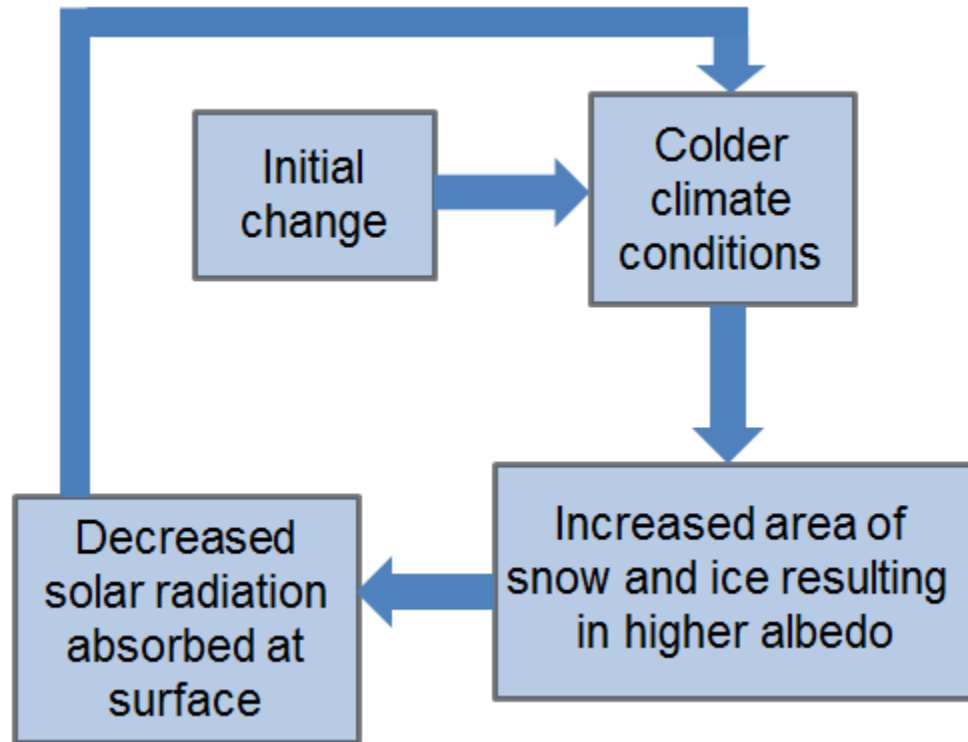 Initial
change
Colder
climate
conditions
Increased area of
snow and ice resulting
in higher albedo
Decreased
solar radiation
absorbed at
surface